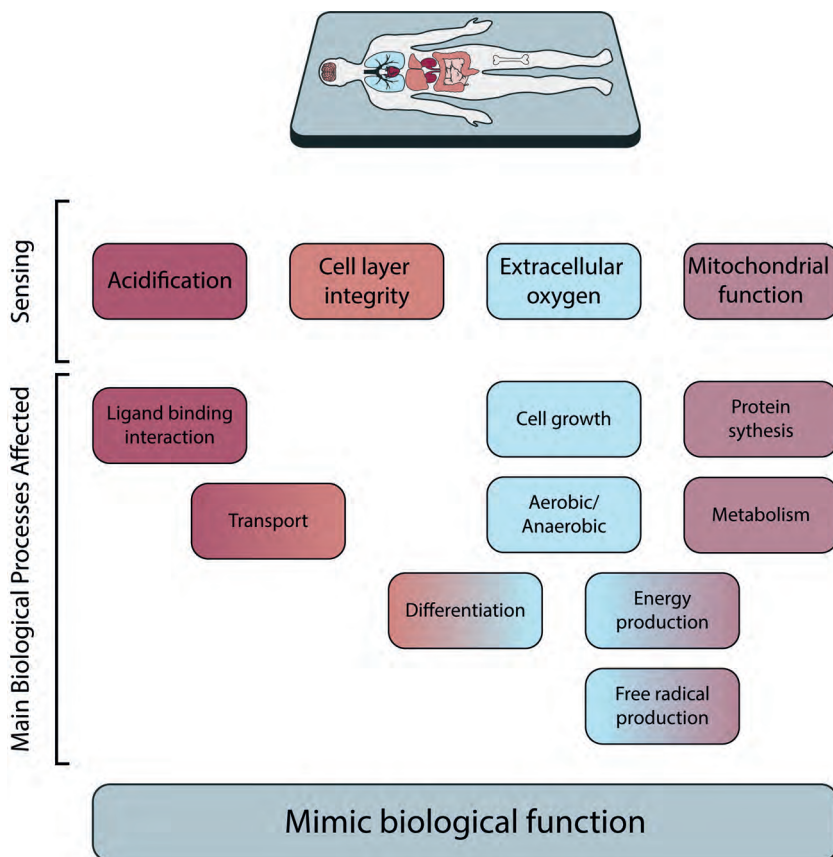 Sensing
Acidification
Cell layer
integrity
Extracellular
oxygen
Mitochondrial
function
Main Biological Processes Affected
Ligand binding
interaction
Cell growth
Protein
sythesis
Transport
Aerobic/
Anaerobic
Metabolism
Differentiation
Energy
production
Free radical
production
Mimic biological function